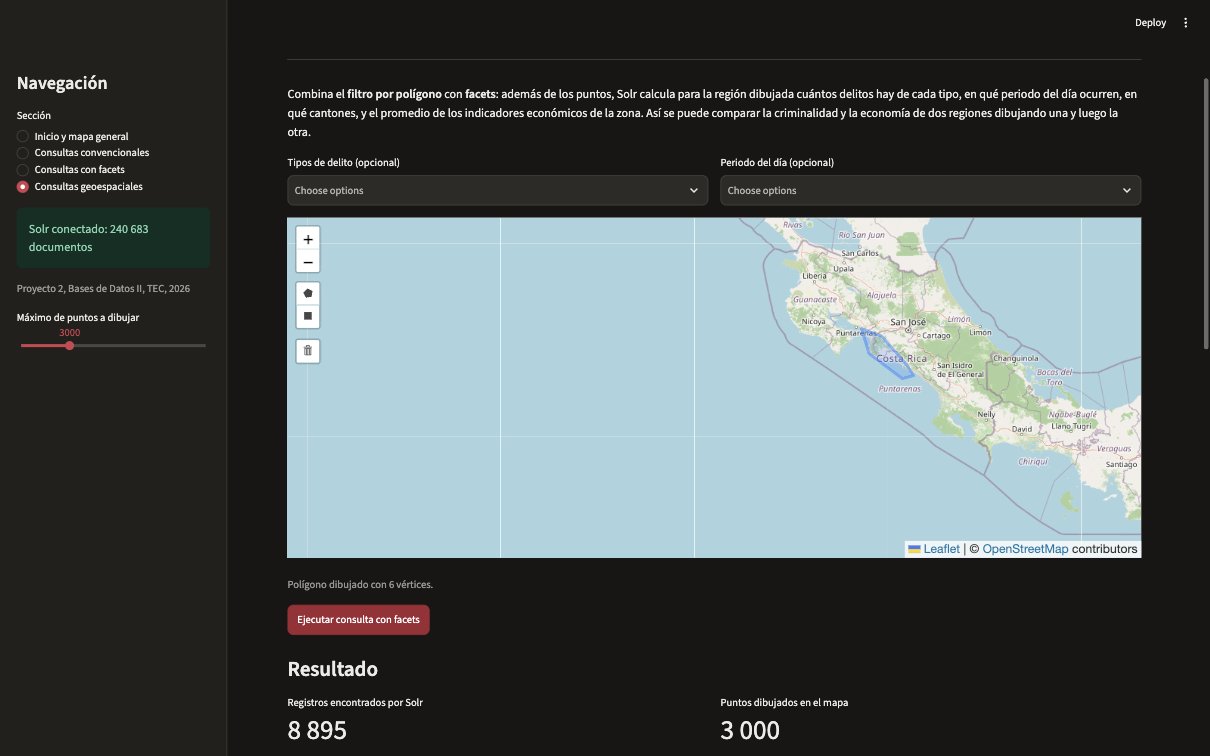 Deploy
Navegación
Sección
Inicio y mapa general
Consultas convencionales
Consultas con facets
Consultas geoespaciales
Solr conectado: 240 683
documentos
Proyecto 2, Bases de Datos II, TEC, 2026
Máximo de puntos a dibujar
3000
Combina el filtro por polígono con facets: además de los puntos, Solr calcula para la región dibujada cuántos delitos hay de cada tipo, en qué periodo del día ocurren, en
qué cantones, y el promedio de los indicadores económicos de la zona. Así se puede comparar la criminalidad y la economía de dos regiones dibujando una y luego la
otra.
Tipos de delito (opcional)
Periodo del día (opcional)
Choose options
Choose options
+
−
Rivas
Río San Juan
San Carlos
Upala
Liberia
Guanacaste
Alajuela
Nicoya
San José
Limón
Limón
Puntarenas
Cartago
Costa Rica
San Isidro
de El General
Changuinola
Bocas del
Toro
Puntarenas
Neily
David
Ngäbe-Buglé
Llano Tugrí
Veraguas
Chiriquí
Santiago
Leaflet | © OpenStreetMap contributors
Polígono dibujado con 6 vértices.
Ejecutar consulta con facets
Resultado
Registros encontrados por Solr
8 895
Puntos dibujados en el mapa
3 000